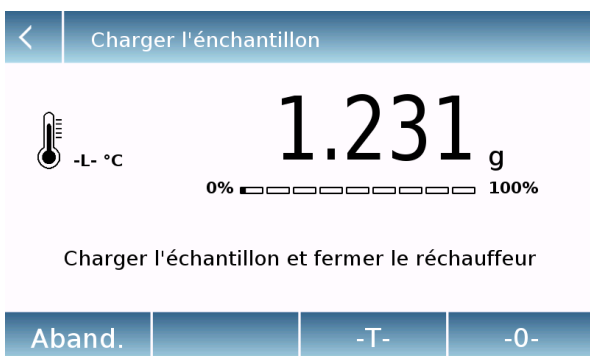 Charger l'énchantillon
1.231 g
-L- °C
0% 100%
Charger l'échantillon et fermer le réchauffeur
Aband. -T- -0-